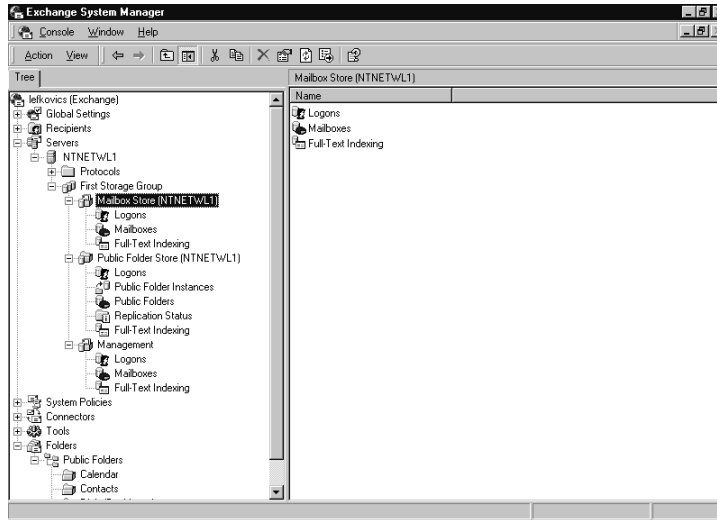 Exchange System Manager
Console Window Help
Action View
Tree
Mailbox Store (NTNETWL1)
lefkovics (Exchange)
Global Settings
Recipients
Servers
NTNETWL1
Protocols
First Storage Group
Mailbox Store (NTNETWL1)
Logons
Mailboxes
Full-Text Indexing
Public Folder Store (NTNETWL1)
Logons
Public Folder Instances
Public Folders
Replication Status
Full-Text Indexing
Management
Logons
Mailboxes
Full-Text Indexing
System Policies
Connectors
Tools
Folders
Public Folders
Calendar
Contacts
Name
Logons
Mailboxes
Full-Text Indexing